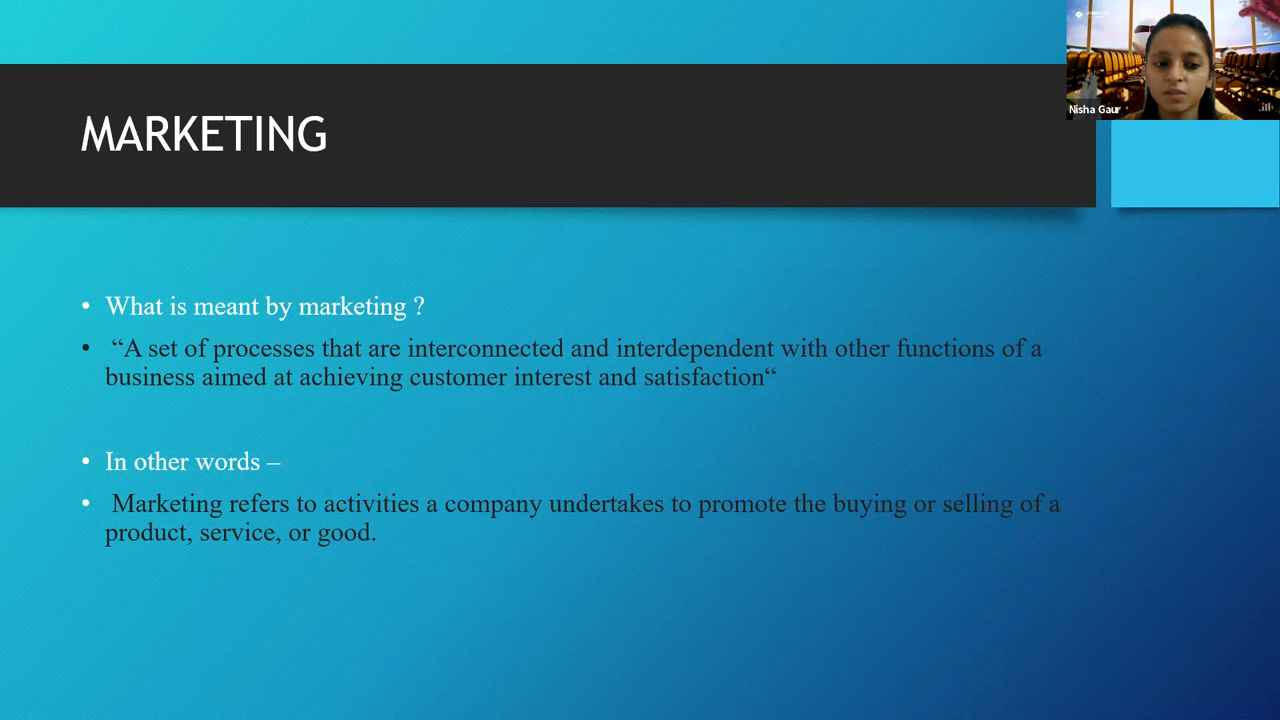 Nisha Gaur
MARKETING
• What is meant by marketing ?
• “A set of processes that are interconnected and interdependent with other functions of a
business aimed at achieving customer interest and satisfaction“
• In other words –
• Marketing refers to activities a company undertakes to promote the buying or selling of a
product, service, or good.